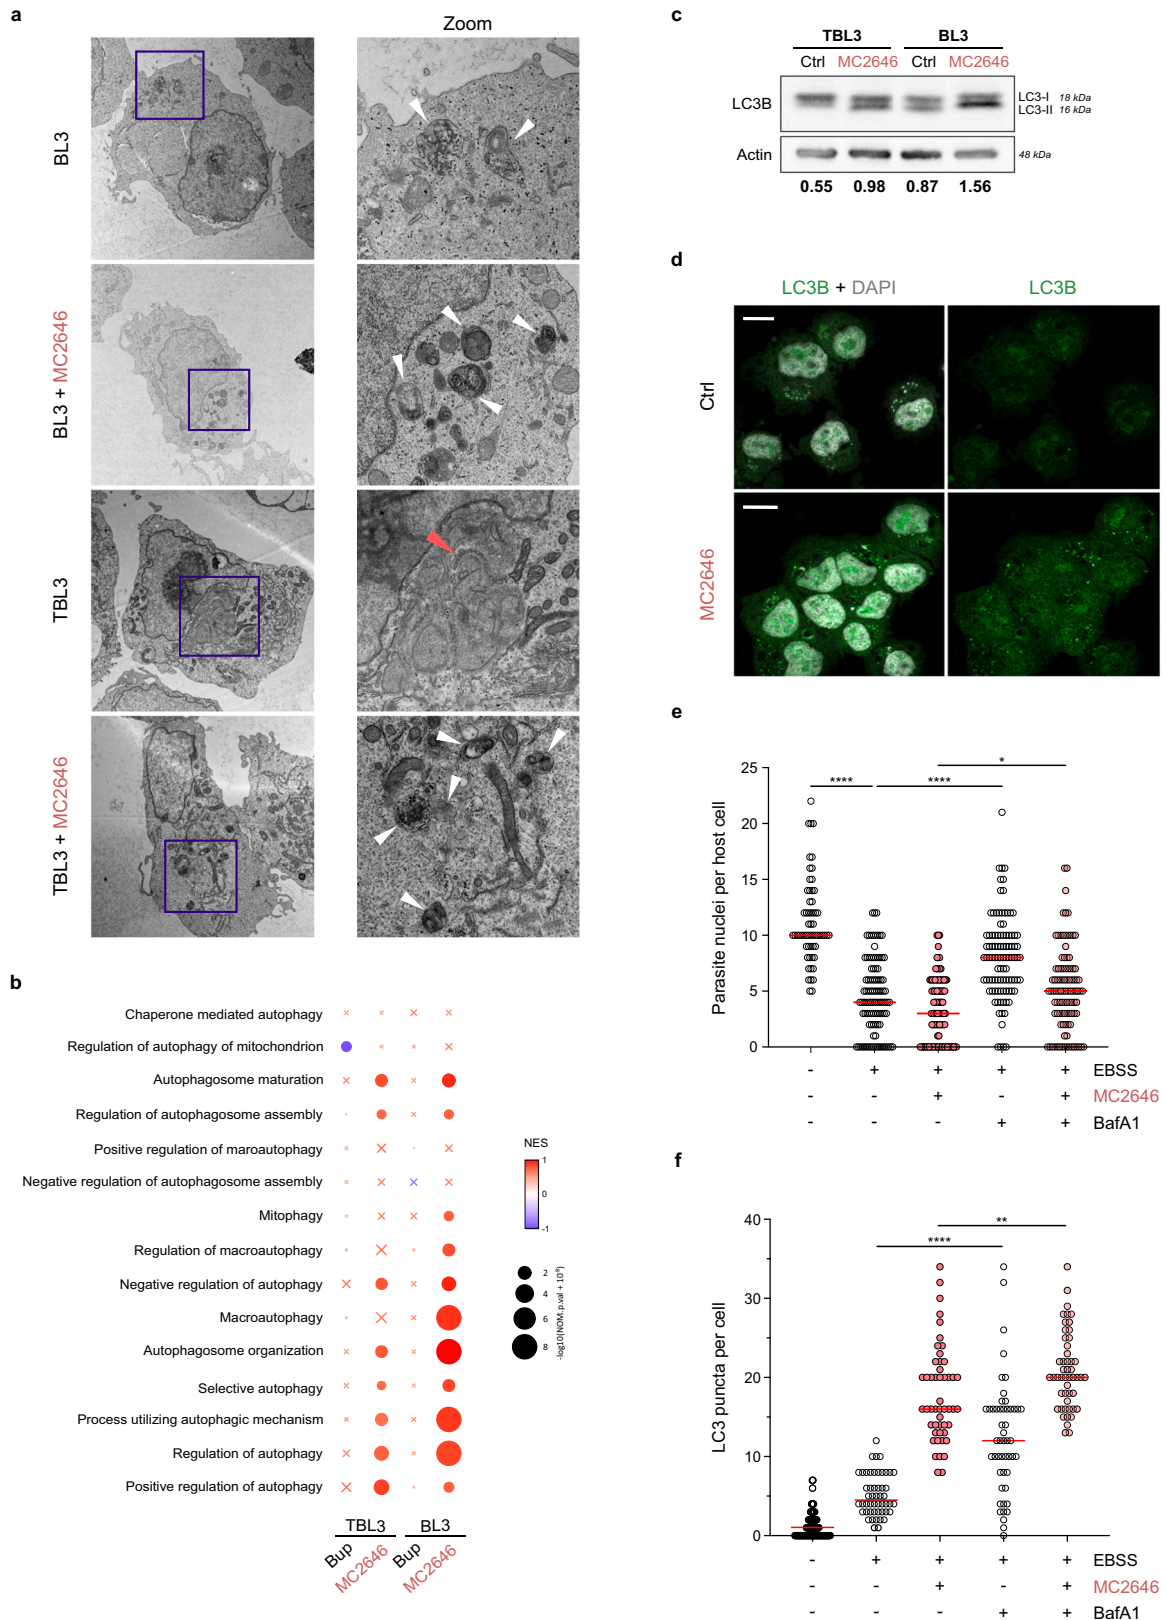 a
Zoom
BL3
BL3 + MC2646
TBL3
TBL3 + MC2646
b
Chaperone mediated autophagy
Regulation of autophagy of mitochondrion
Autophagosome maturation
Regulation of autophagosome assembly
Positive regulation of maroautophagy
Negative regulation of autophagosome assembly
Mitophagy
Regulation of macroautophagy
Negative regulation of autophagy
Macroautophagy
Autophagosome organization
Selective autophagy
Process utilizing autophagic mechanism
Regulation of autophagy
Positive regulation of autophagy
TBL3 BL3
Bup MC2646 Bup MC2646
NES
1
0
-1
2
4
6
8
-log10(NOM.p.val + 10⁻⁸)
c
TBL3 BL3
Ctrl MC2646 Ctrl MC2646
LC3B
LC3-I 18 kDa
LC3-II 16 kDa
Actin 48 kDa
0.55 0.98 0.87 1.56
d
LC3B + DAPI LC3B
Ctrl
MC2646
e
Parasite nuclei per host cell
25
20
15
10
5
0
**** **** *
- + + + + EBSS
- - + - + MC2646
- - - + + BafA1
f
LC3 puncta per cell
40
30
20
10
0
**** **
- + + + + EBSS
- - + - + MC2646
- - - + + BafA1